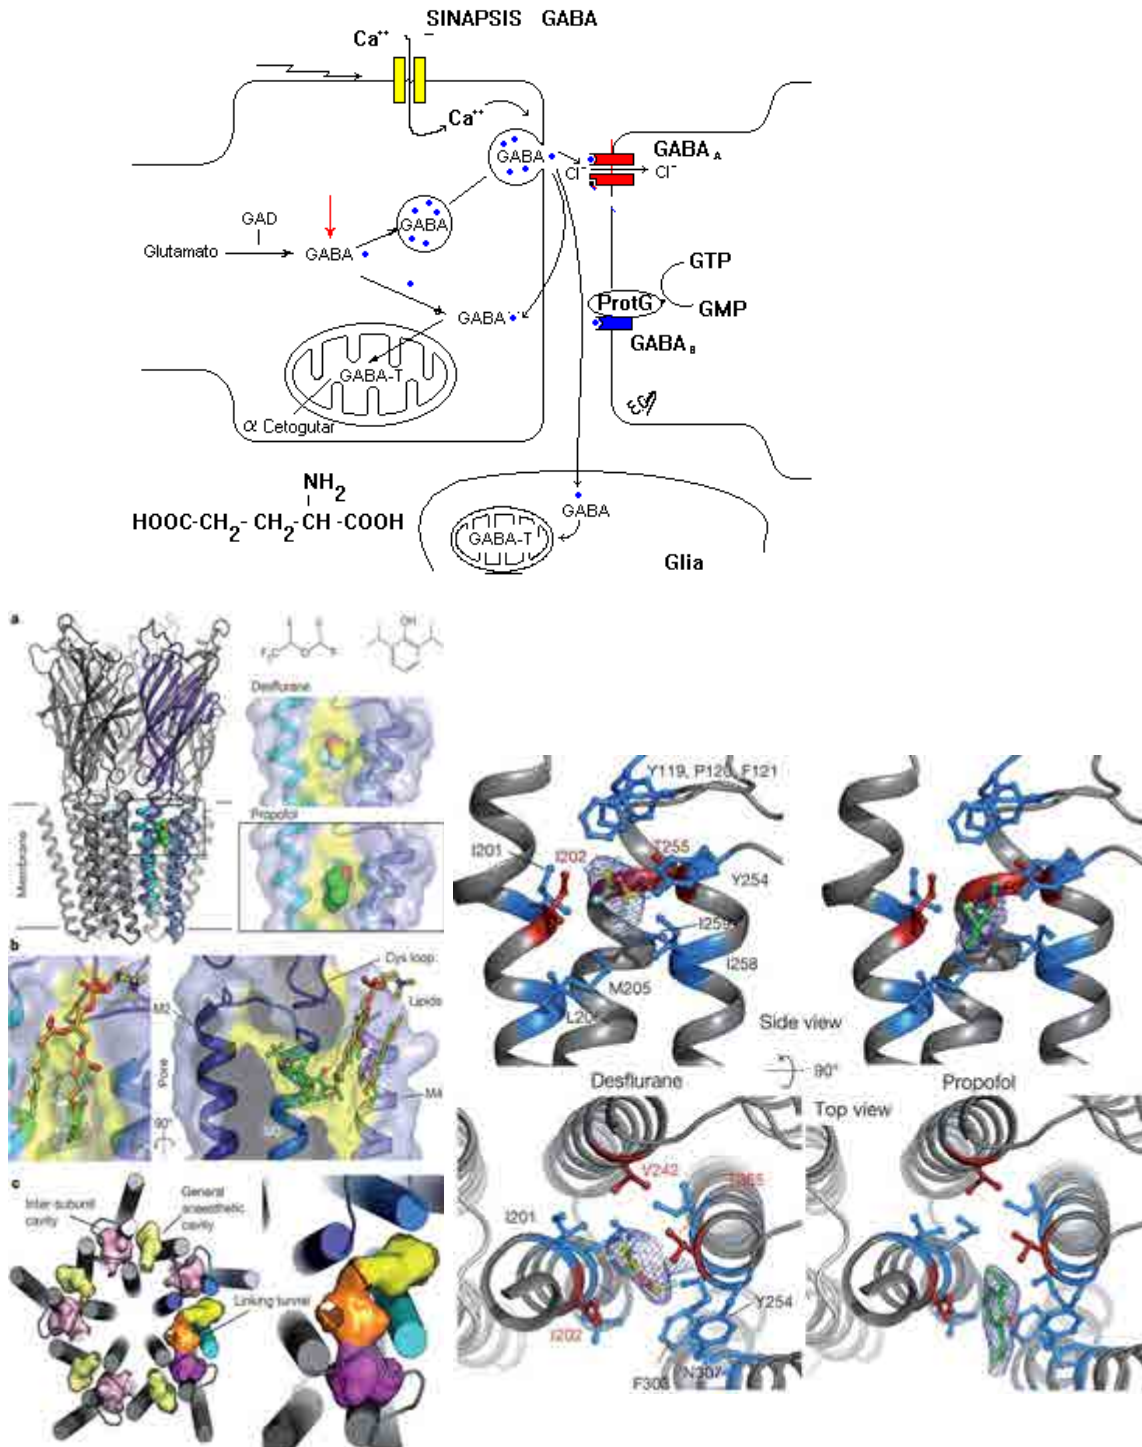 SINAPSIS GABA
Ca++
Ca++
GABA
GABA A
Cl-
Cl-
GABA
GAD
Glutamato
GABA
GTP
ProtG
GMP
GABA
GABA B
GABA-T
α Cetogutar
NH2
HOOC-CH2- CH2-CH-COOH
GABA
GABA-T
Glia
a
OH
F3C
Desflurane
Propofol
Membrane
Y119, P120, F121
I201
I202
T255
Y254
I258
M205
Side view
90°
Desflurane
Propofol
Top view
b
Cys loop
Lipids
M2
Pore
90°
M4
V242
I201
Y254
I202
N307
F303
c
Inter-subunit
cavity
General
anaesthetic
cavity
Linking tunnel